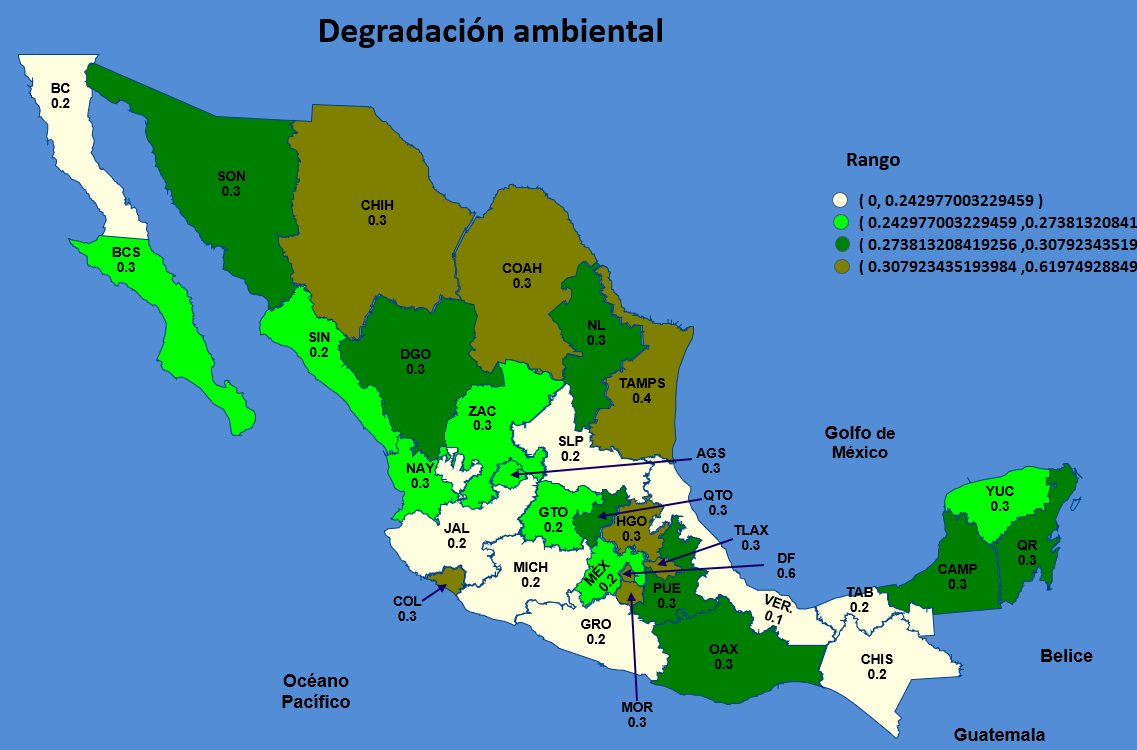 Degradación ambiental
BC
0.2
SON
0.3
CHIH
0.3
Rango
( 0, 0.242977003229459 )
( 0.242977003229459 ,0.27381320841
( 0.273813208419256 ,0.30792343519
( 0.307923435193984 ,0.61974928849
BCS
0.3
COAH
0.3
SIN
0.2
NL
0.3
DGO
0.3
TAMPS
0.4
ZAC
0.3
SLP
0.2
Golfo de
México
AGS
0.3
NAY
0.3
QTO
0.3
YUC
0.3
GTO
0.2
HGO
0.3
JAL
0.2
TLAX
0.3
QR
0.3
DF
0.6
MICH
0.2
MEX
0.2
CAMP
0.3
PUE
0.3
COL
0.3
TAB
0.2
VER.
0.1
GRO
0.2
OAX
0.3
CHIS
0.2
Belice
Océano
Pacífico
MOR
0.3
Guatemala